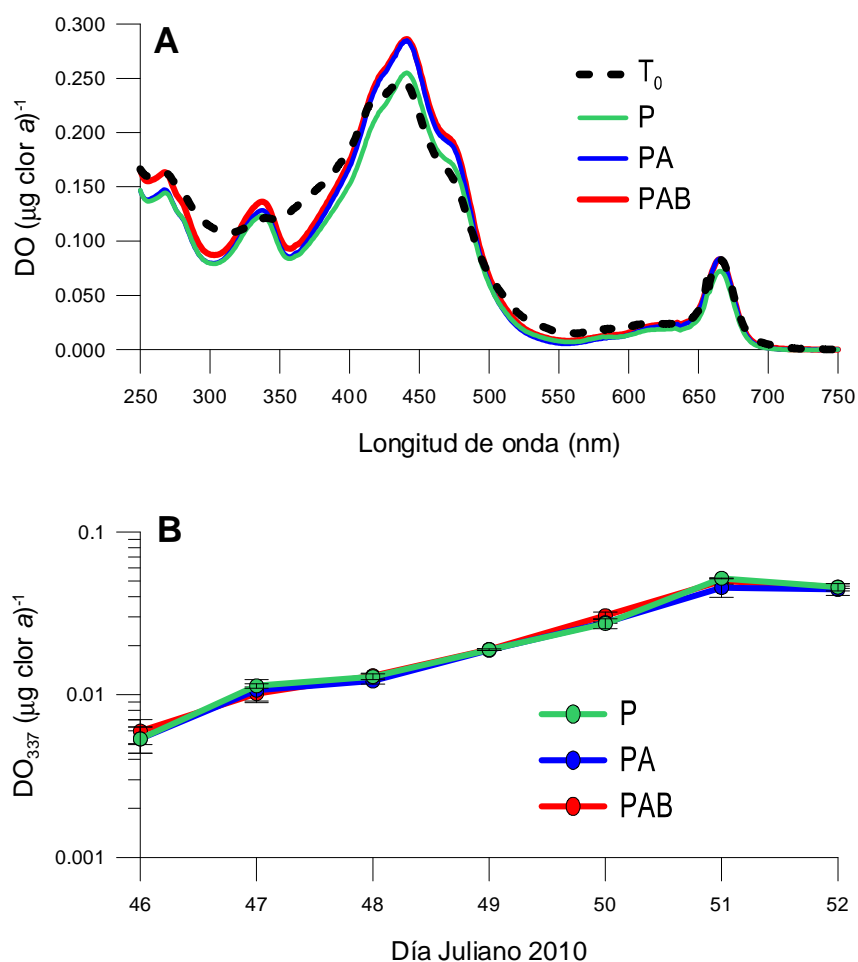 A
0.300
0.250
0.200
0.150
0.100
0.050
0.000
DO (µg clor a)-1
T0
P
PA
PAB
250 300 350 400 450 500 550 600 650 700 750
Longitud de onda (nm)
B
0.1
0.01
0.001
DO337 (µg clor a)-1
P
PA
PAB
46 47 48 49 50 51 52
Día Juliano 2010